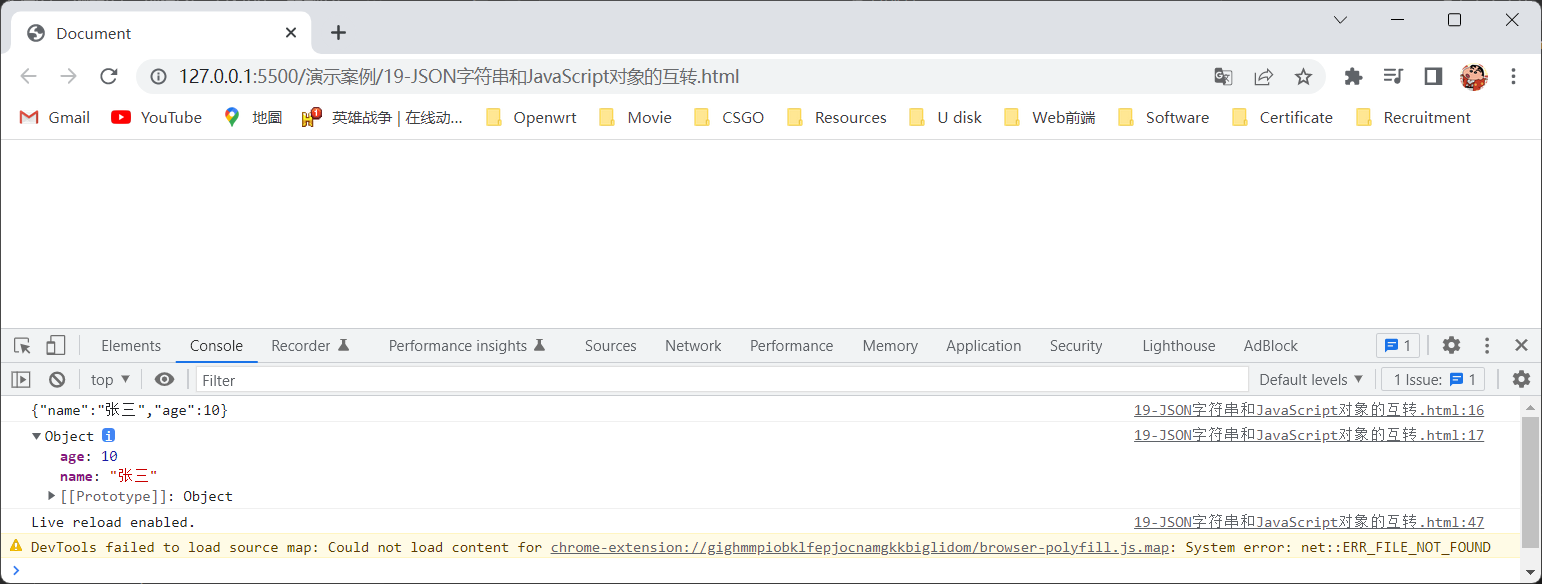 Document
127.0.0.1:5500/演示案例/19-JSON字符串和JavaScript对象的互转.html
Gmail YouTube 地圖 英雄战争 | 在线动... Openwrt Movie CSGO Resources U disk Web前端 Software Certificate Recruitment
Elements Console Recorder Performance insights Sources Network Performance Memory Application Security Lighthouse AdBlock 1
top Filter Default levels 1 Issue: 1
{"name":"张三","age":10} 19-JSON字符串和JavaScript对象的互转.html:16
Object 19-JSON字符串和JavaScript对象的互转.html:17
age: 10
name: "张三"
[[Prototype]]: Object
Live reload enabled. 19-JSON字符串和JavaScript对象的互转.html:47
DevTools failed to load source map: Could not load content for chrome-extension://gighmmpiobklfepjocnamgkkbiglidom/browser-polyfill.js.map: System error: net::ERR_FILE_NOT_FOUND